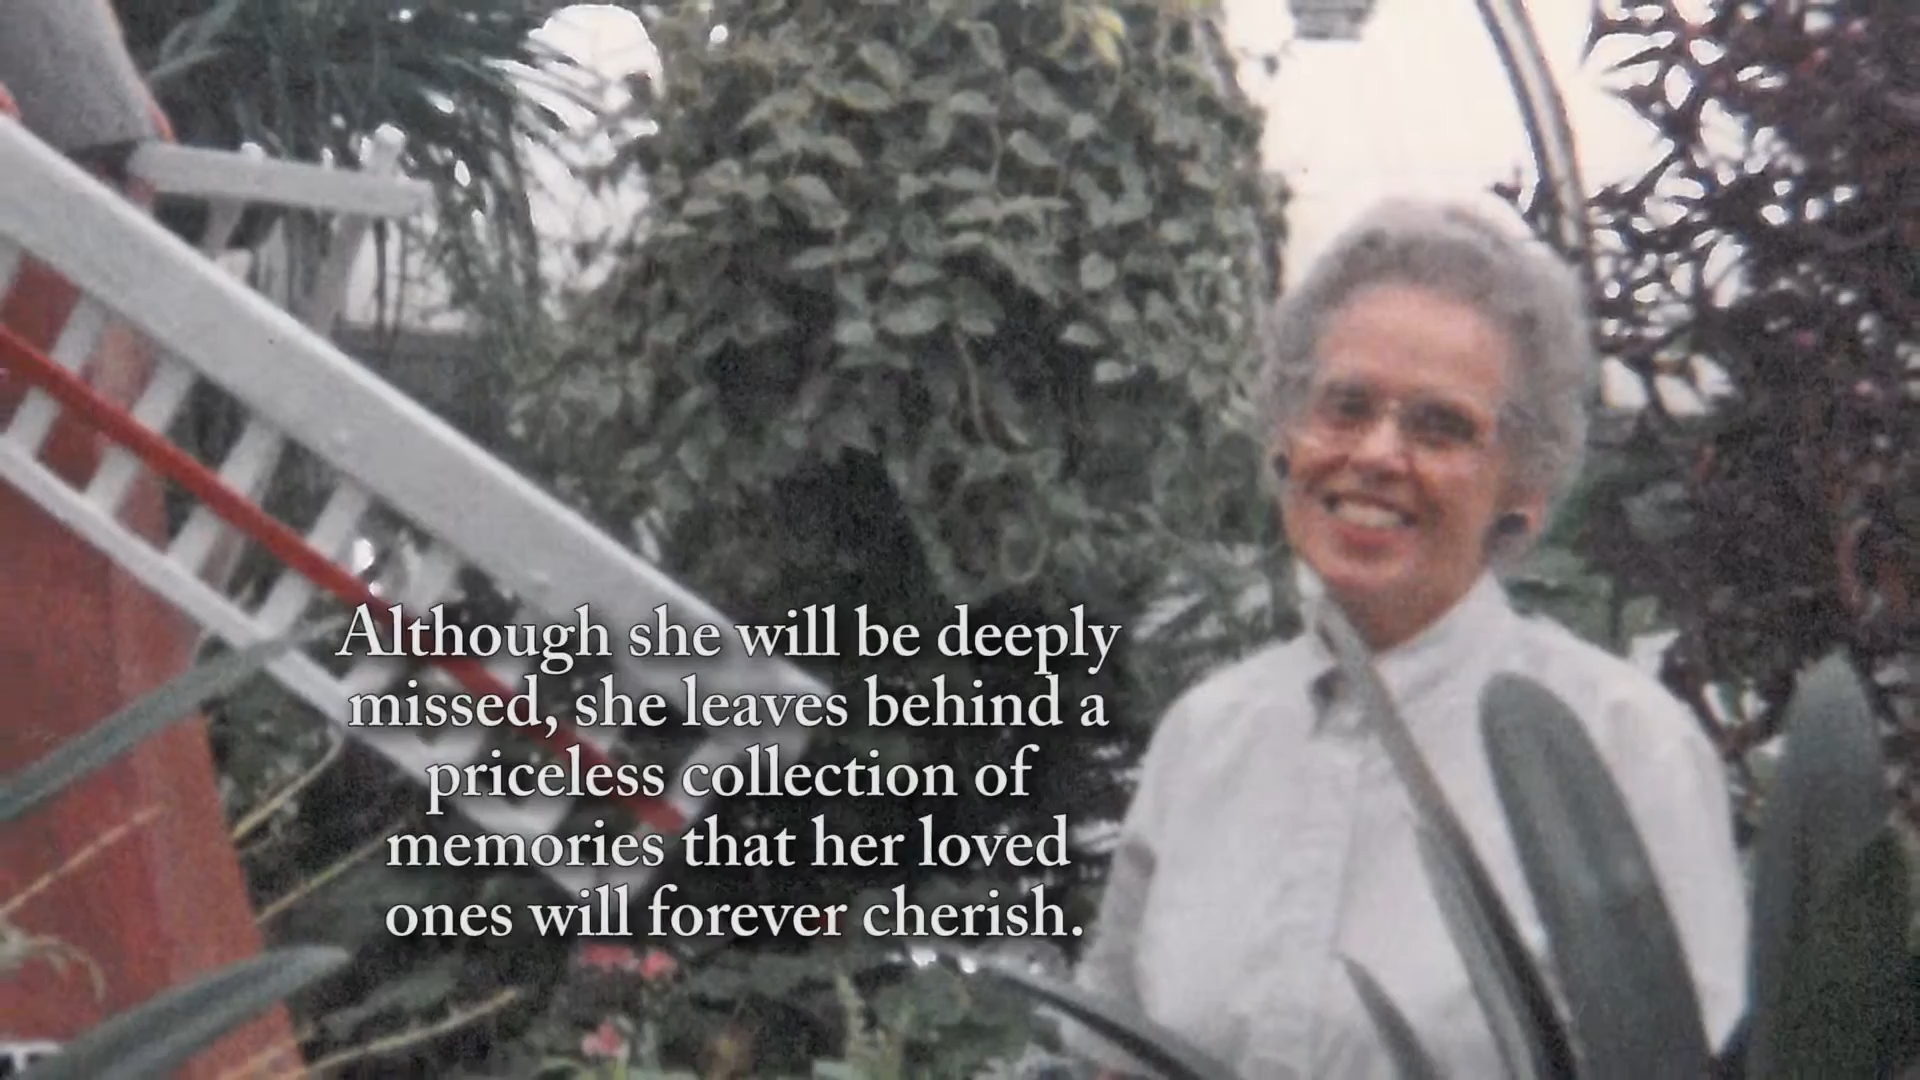 Although she will be deeply
missed, she leaves behind a
priceless collection of
memories that her loved
ones will forever cherish.